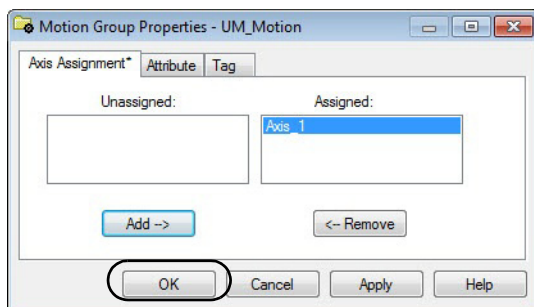 Motion Group Properties - UM_Motion
Axis Assignment* Attribute Tag
Unassigned: Assigned:
Axis_1
Add --> <-- Remove
OK Cancel Apply Help